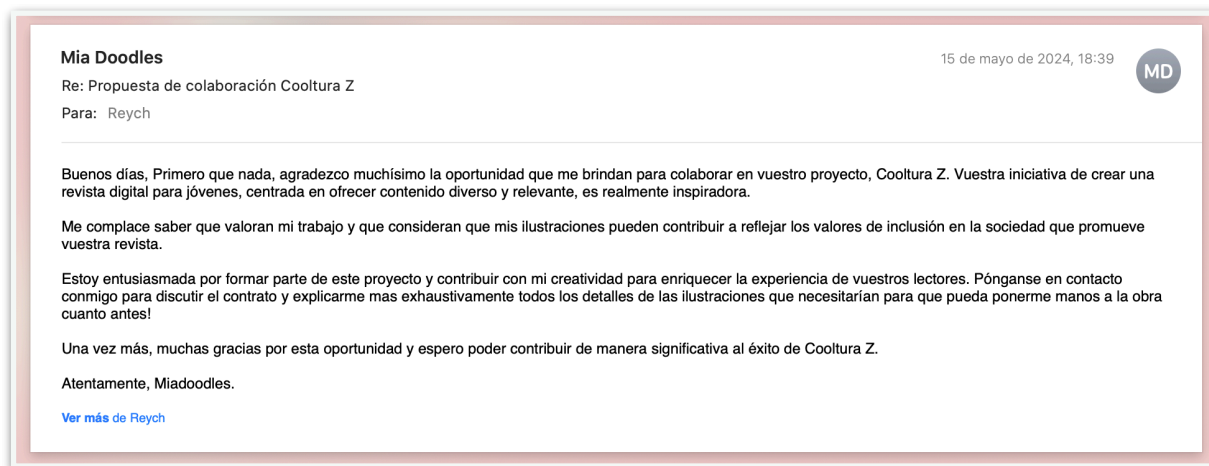 Mia Doodles
15 de mayo de 2024, 18:39
MD
Re: Propuesta de colaboración Cooltura Z
Para: Reych
Buenos días, Primero que nada, agradezco muchísimo la oportunidad que me brindan para colaborar en vuestro proyecto, Cooltura Z. Vuestra iniciativa de crear una
revista digital para jóvenes, centrada en ofrecer contenido diverso y relevante, es realmente inspiradora.
Me complace saber que valoran mi trabajo y que consideran que mis ilustraciones pueden contribuir a reflejar los valores de inclusión en la sociedad que promueve
vuestra revista.
Estoy entusiasmada por formar parte de este proyecto y contribuir con mi creatividad para enriquecer la experiencia de vuestros lectores. Pónganse en contacto
conmigo para discutir el contrato y explicarme mas exhaustivamente todos los detalles de las ilustraciones que necesitarían para que pueda ponerme manos a la obra
cuanto antes!
Una vez más, muchas gracias por esta oportunidad y espero poder contribuir de manera significativa al éxito de Cooltura Z.
Atentamente, Miadoodles.
Ver más de Reych